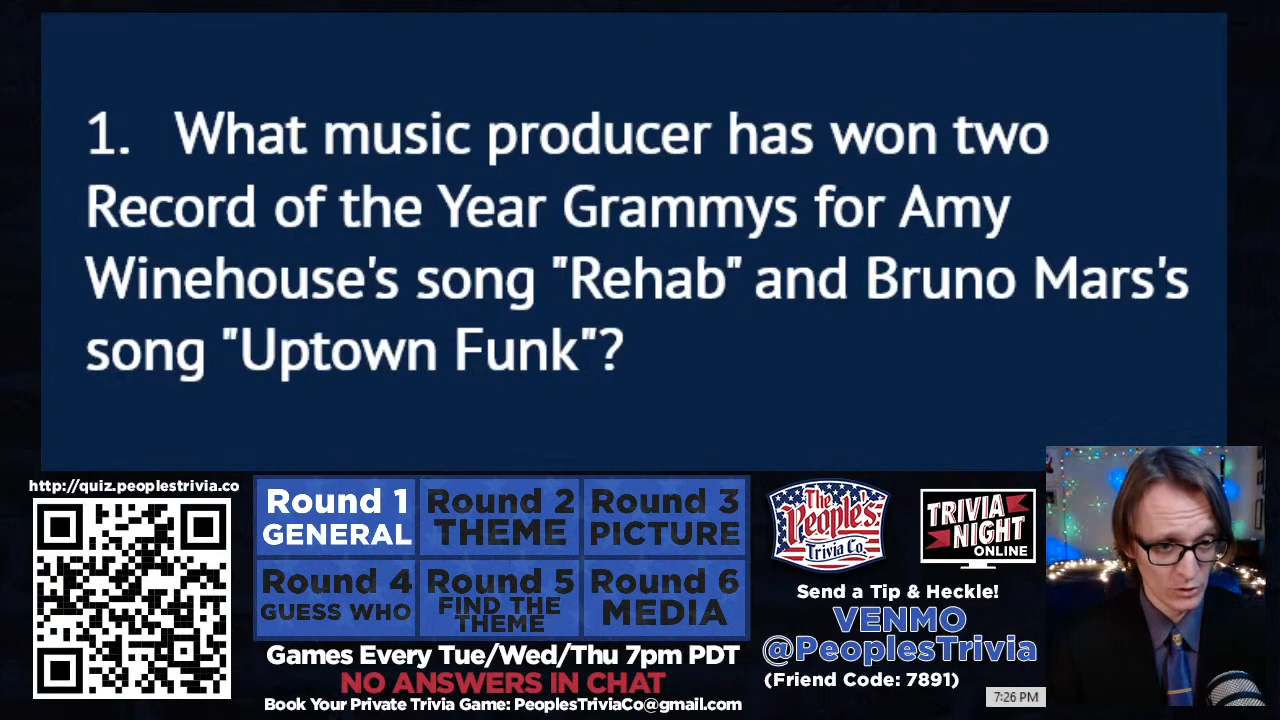 1. What music producer has won two
Record of the Year Grammys for Amy
Winehouse's song "Rehab" and Bruno Mars's
song "Uptown Funk"?
http://quiz.peoplestrivia.co
Round 1
GENERAL
Round 2
THEME
Round 3
PICTURE
Round 4
GUESS WHO
Round 5
FIND THE
THEME
Round 6
MEDIA
Games Every Tue/Wed/Thu 7pm PDT
NO ANSWERS IN CHAT
Book Your Private Trivia Game: PeoplesTriviaCo@gmail.com
The
People's
Trivia Co.
TRIVIA
NIGHT
ONLINE
Send a Tip & Heckle!
VENMO
@PeoplesTrivia
(Friend Code: 7891)
7:26 PM